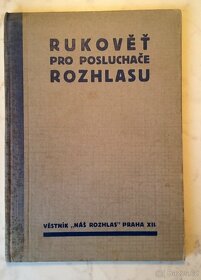 RUKOVĚŤ
PRO POSLUCHAČE
ROZHLASU
VĚSTNÍK „NÁŠ ROZHLAS" PRAHA XII.